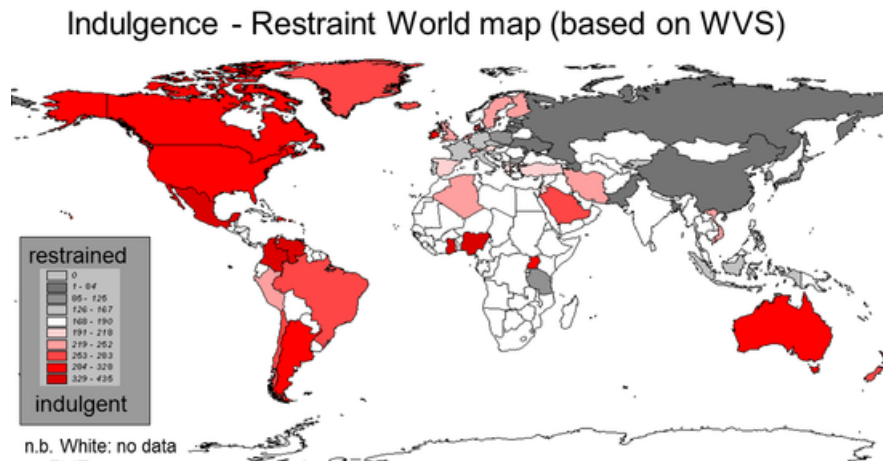 Indulgence - Restraint World map (based on WVS)
restrained
0
1 - 84
85 - 125
126 - 167
168 - 190
191 - 218
219 - 252
253 - 283
284 - 328
329 - 435
indulgent
n.b. White: no data